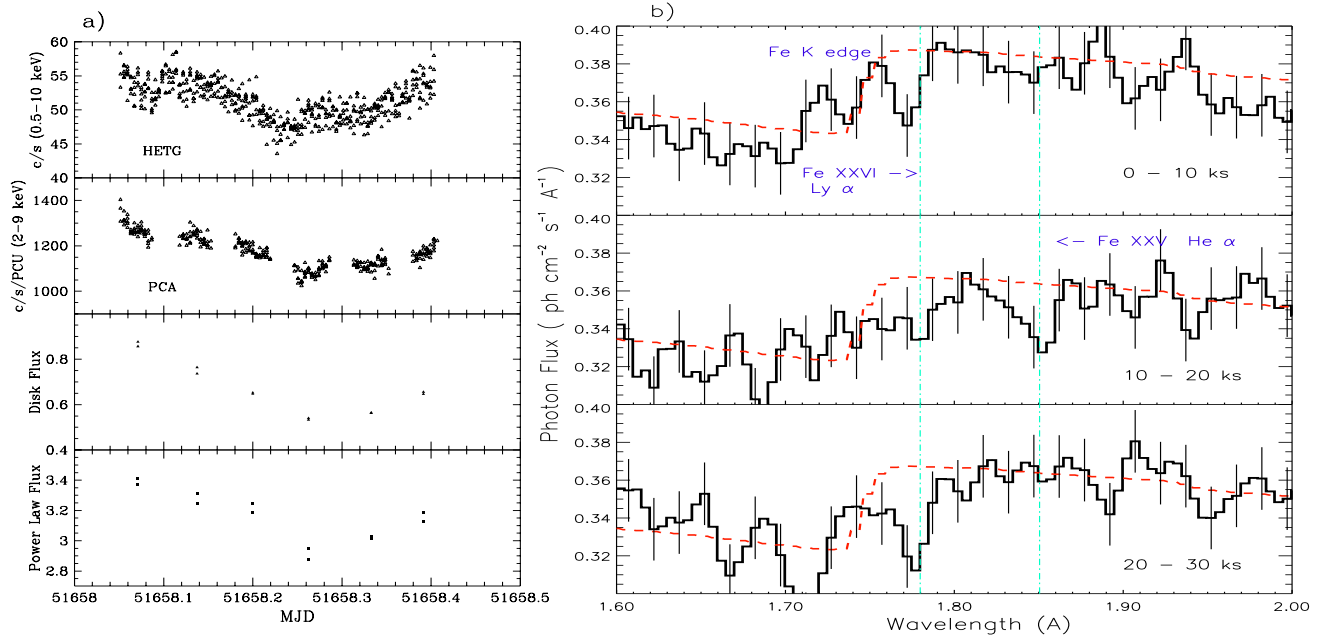 a)
c/s (0.5-10 keV)
60
55
50
45
40
HETG
c/s/PCU (2-9 keV)
1400
1200
1000
PCA
Disk Flux
0.8
0.6
0.4
Power Law Flux
3.4
3.2
3
2.8
51658 51658.1 51658.2 51658.3 51658.4 51658.5
MJD
b)
Photon Flux ( ph cm-2 s-1 A-1)
0.40
0.38
0.36
0.34
0.32
Fe K edge
Fe XXVI ->
Ly α
0 - 10 ks
0.40
0.38
0.36
0.34
0.32
<- Fe XXV He α
10 - 20 ks
0.40
0.38
0.36
0.34
0.32
20 - 30 ks
1.60 1.70 1.80 1.90 2.00
Wavelength (A)